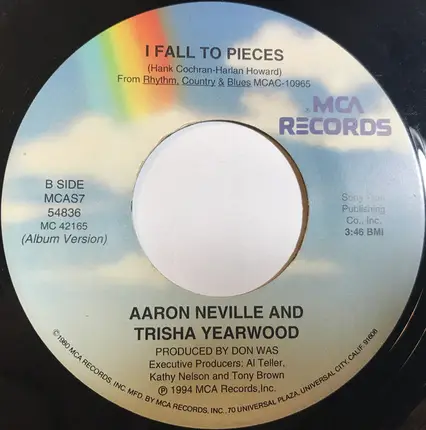 I FALL TO PIECES
(Hank Cochran-Harlan Howard)
From Rhythm, Country & Blues MCAC-10965
MCA
RECORDS
B SIDE
MCAS7
54836
MC 42165
(Album Version)
Sony
Publishing
Co., Inc.
3:46 BMI
AARON NEVILLE AND
TRISHA YEARWOOD
PRODUCED BY DON WAS
Executive Producers: Al Teller,
Kathy Nelson and Tony Brown
℗ 1994 MCA Records,Inc.
©1980 MCA RECORDS, INC. MFD. BY MCA RECORDS, INC., 70 UNIVERSAL PLAZA, UNIVERSAL CITY, CALIF. 91608